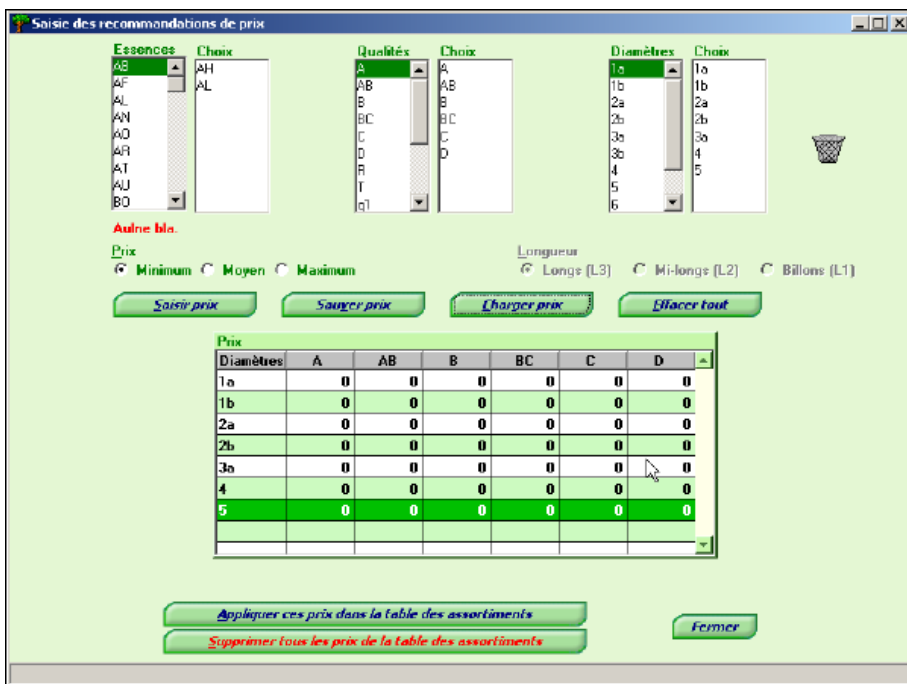 Saisie des recommandations de prix
Essences Choix Qualités Choix Diamètres Choix
AB AH A A 1a 1a
AF AL AB AB 1b 1b
AL B B 2a 2a
AN BC BC 2b 2b
AO C C 3a 3a
AR D D 3b 4
AT R 4 5
AU T 5
BO q1 6
Aulne bla.
Prix Longueur
Minimum Moyen Maximum Longs (L3) Mi-longs (L2) Billons (L1)
Saisir prix Sauver prix Charger prix Effacer tout
Prix
Diamètres A AB B BC C D
1a 0 0 0 0 0 0
1b 0 0 0 0 0 0
2a 0 0 0 0 0 0
2b 0 0 0 0 0 0
3a 0 0 0 0 0 0
4 0 0 0 0 0 0
5 0 0 0 0 0 0
Appliquer ces prix dans la table des assortiments
Supprimer tous les prix de la table des assortiments
Fermer